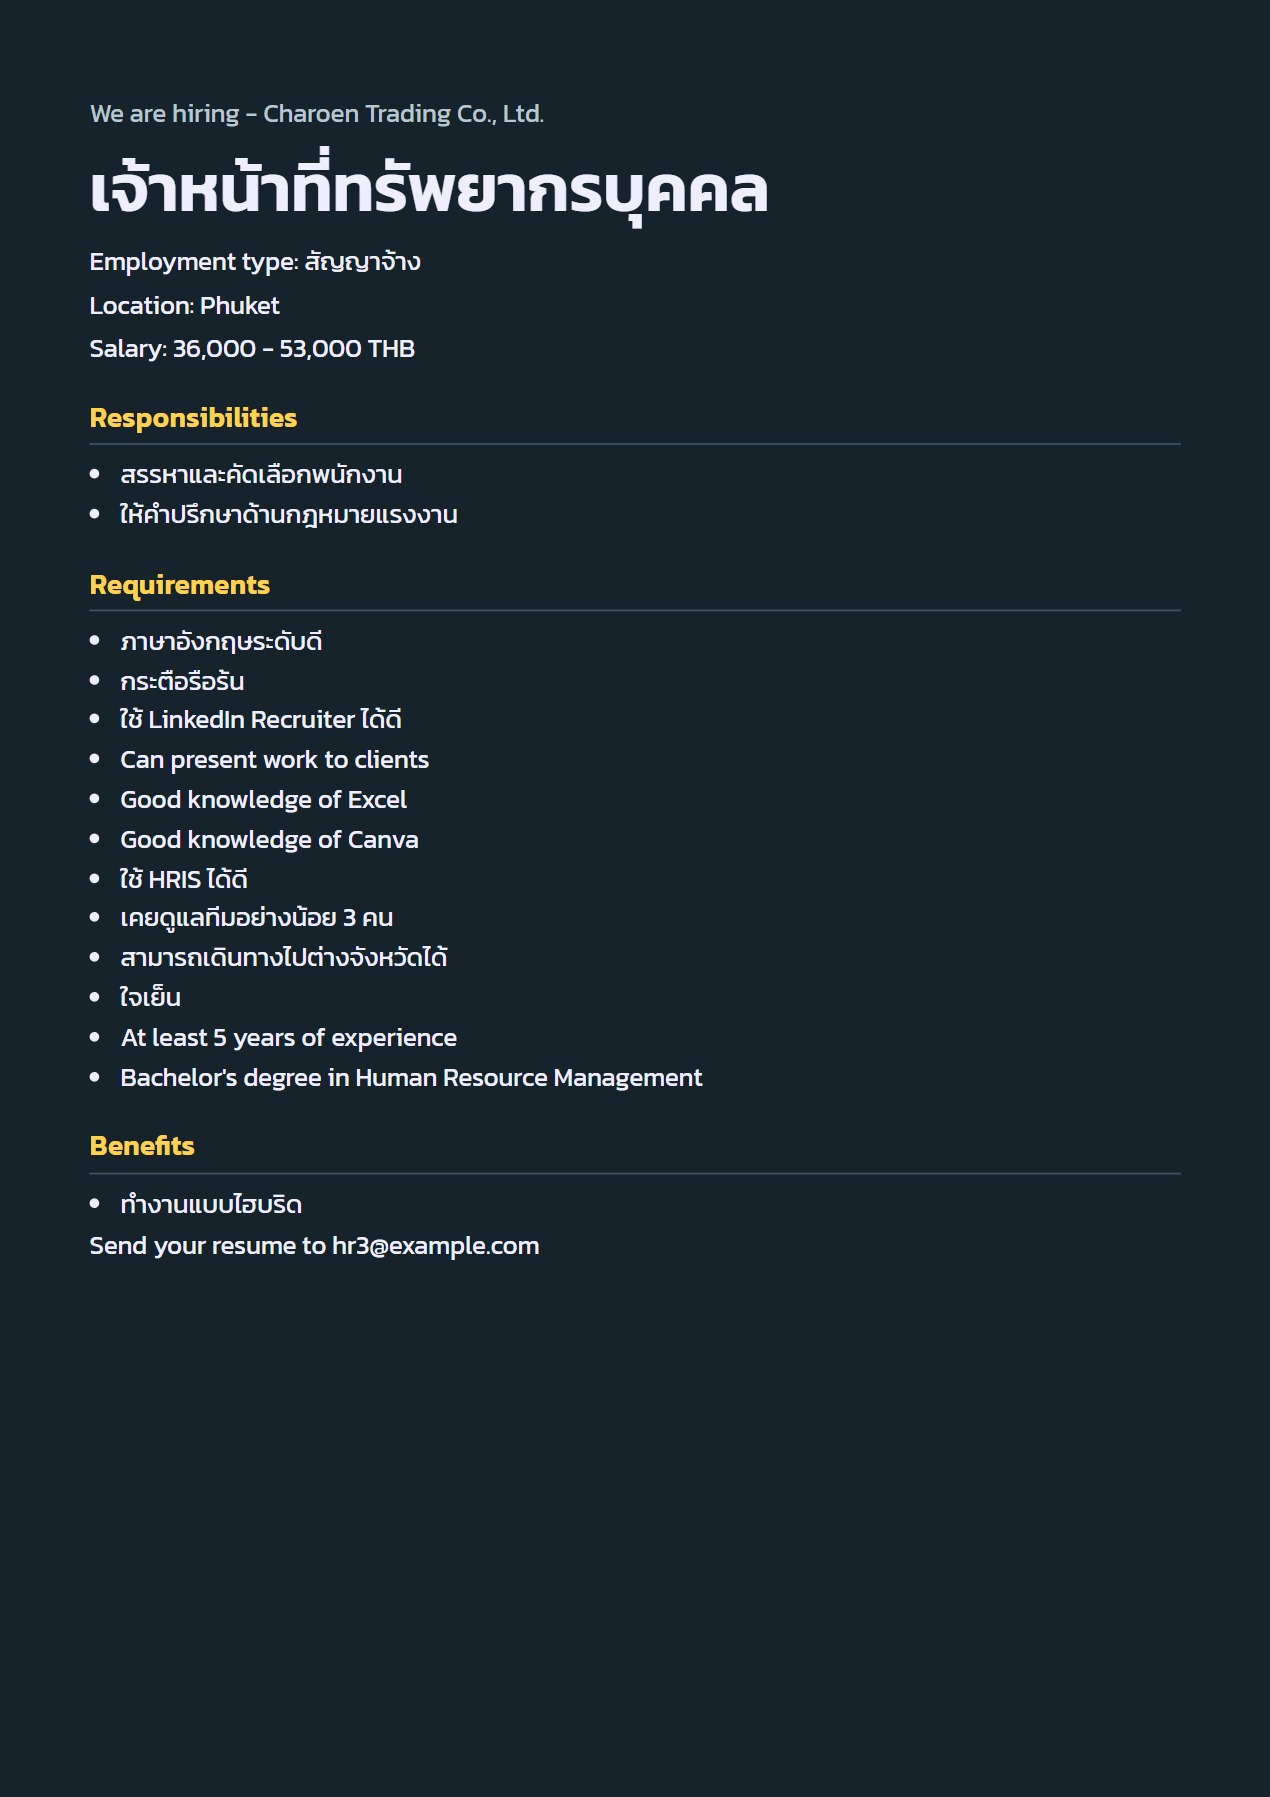 We are hiring - Charoen Trading Co., Ltd.
เจ้าหน้าที่ทรัพยากรบุคคล
Employment type: สัญญาจ้าง
Location: Phuket
Salary: 36,000 - 53,000 THB
Responsibilities
• สรรหาและคัดเลือกพนักงาน
• ให้คำปรึกษาด้านกฎหมายแรงงาน
Requirements
• ภาษาอังกฤษระดับดี
• กระตือรือร้น
• ใช้ LinkedIn Recruiter ได้ดี
• Can present work to clients
• Good knowledge of Excel
• Good knowledge of Canva
• ใช้ HRIS ได้ดี
• เคยดูแลทีมอย่างน้อย 3 คน
• สามารถเดินทางไปต่างจังหวัดได้
• ใจเย็น
• At least 5 years of experience
• Bachelor's degree in Human Resource Management
Benefits
• ทำงานแบบไฮบริด
Send your resume to hr3@example.com